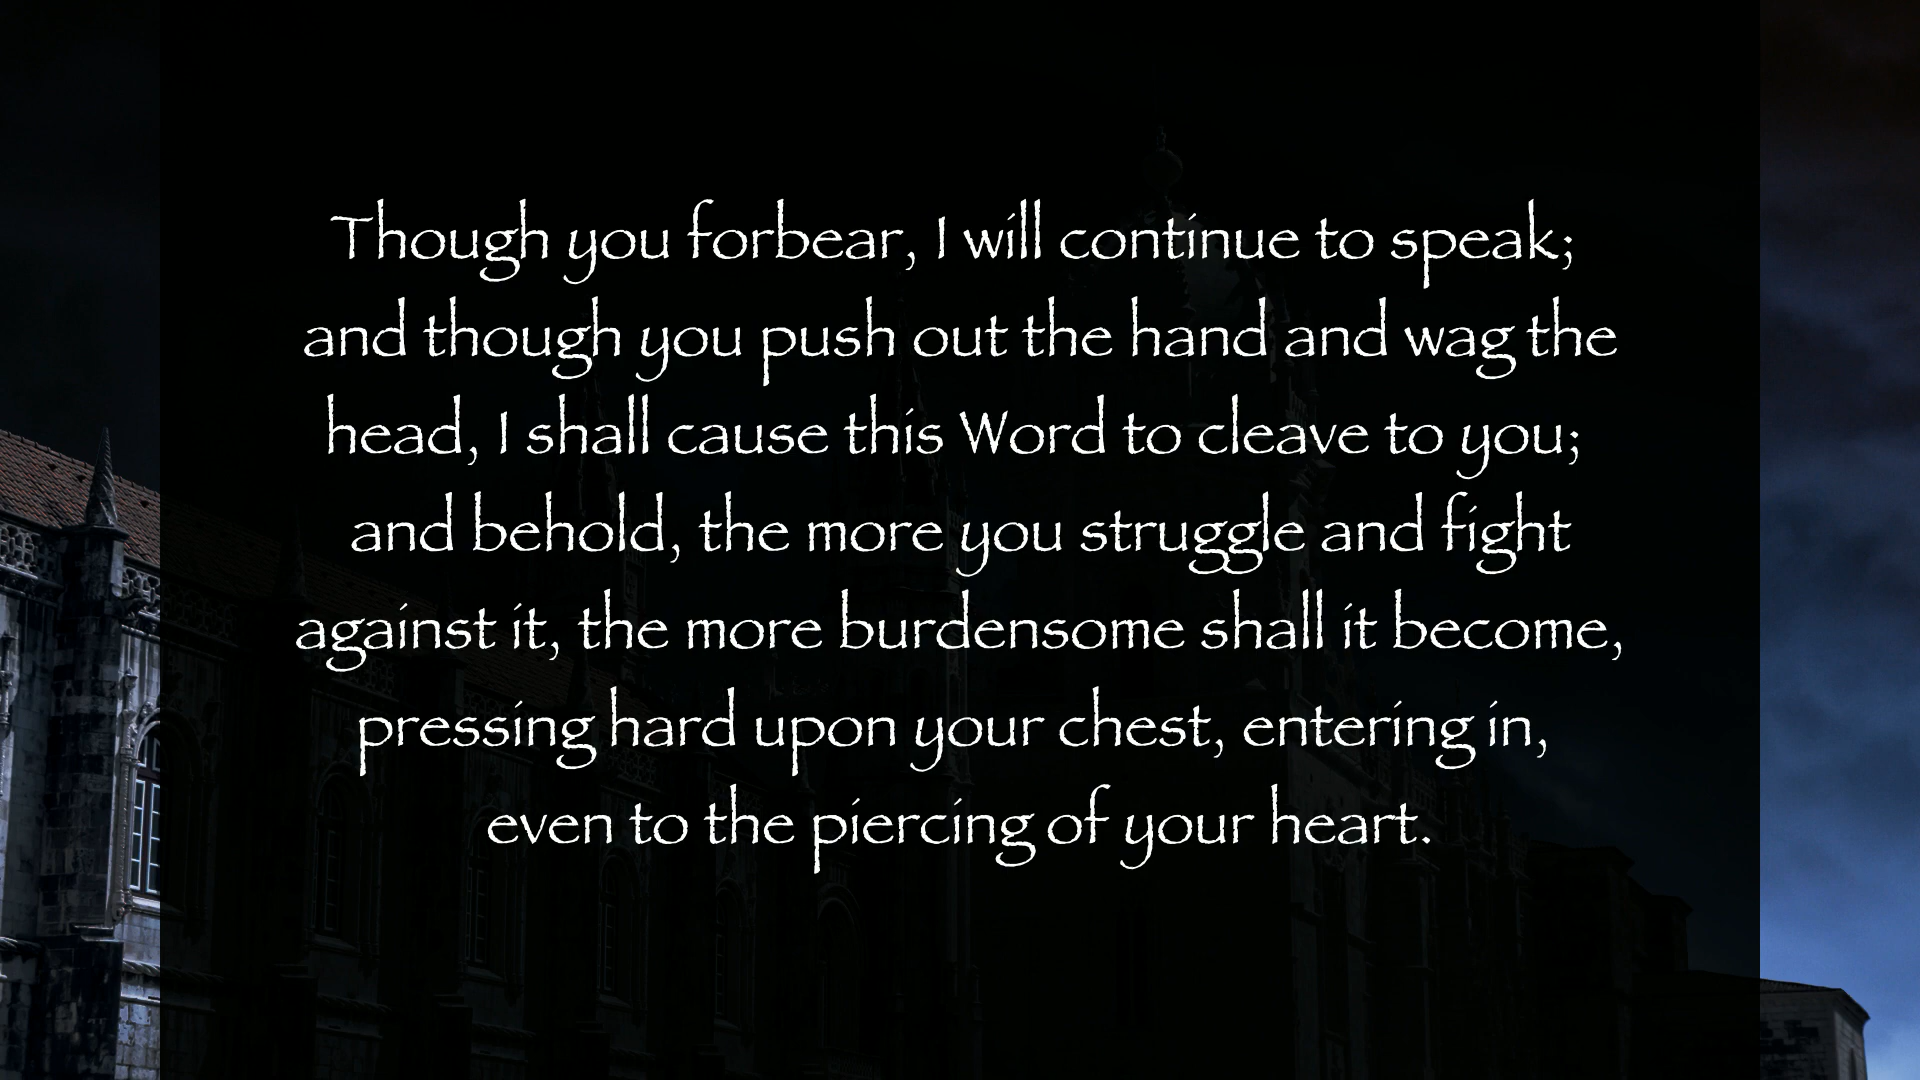 Though you forbear, I will continue to speak;
and though you push out the hand and wag the
head, I shall cause this Word to cleave to you;
and behold, the more you struggle and fight
against it, the more burdensome shall it become,
pressing hard upon your chest, entering in,
even to the piercing of your heart.